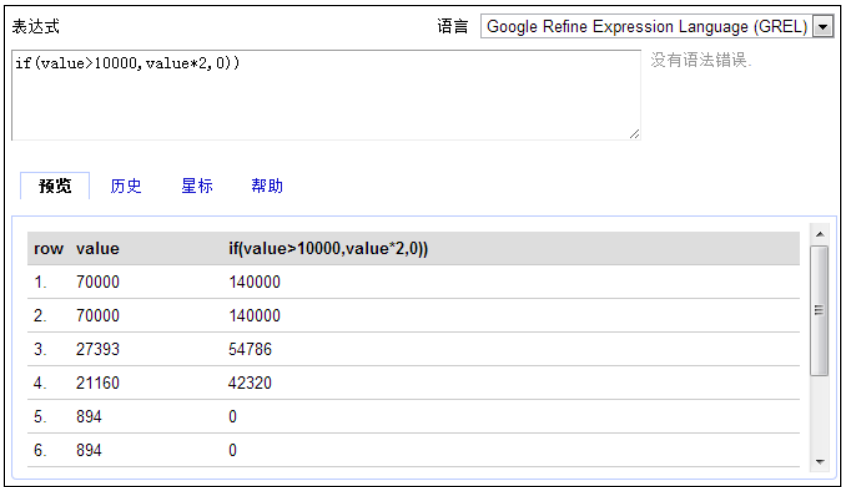 表达式 语言 Google Refine Expression Language (GREL)
if(value>10000,value*2,0)) 没有语法错误.
预览 历史 星标 帮助
row value if(value>10000,value*2,0))
1. 70000 140000
2. 70000 140000
3. 27393 54786
4. 21160 42320
5. 894 0
6. 894 0